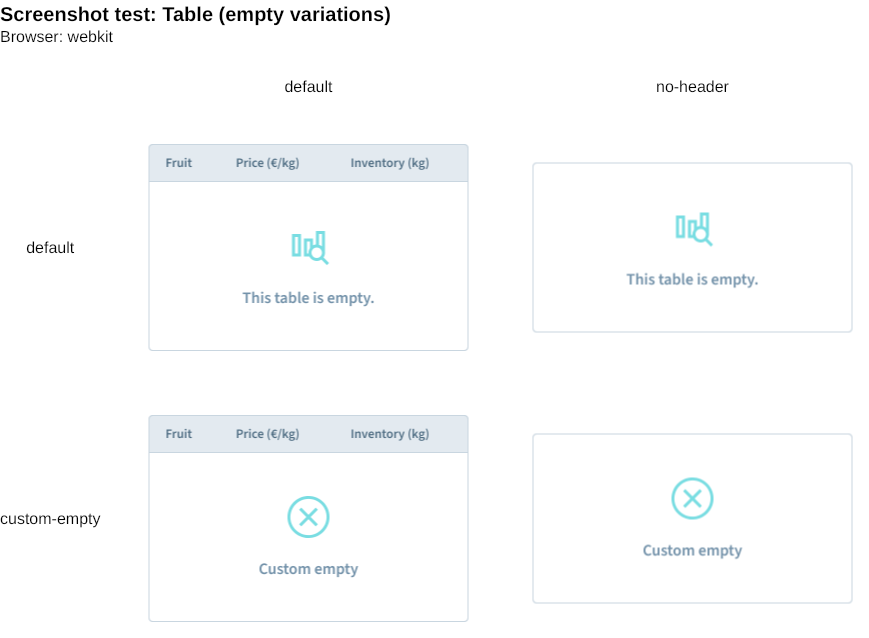 Screenshot test: Table (empty variations)
Browser: webkit
default
no-header
default
Fruit Price (€/kg) Inventory (kg)
This table is empty.
This table is empty.
custom-empty
Fruit Price (€/kg) Inventory (kg)
Custom empty
Custom empty